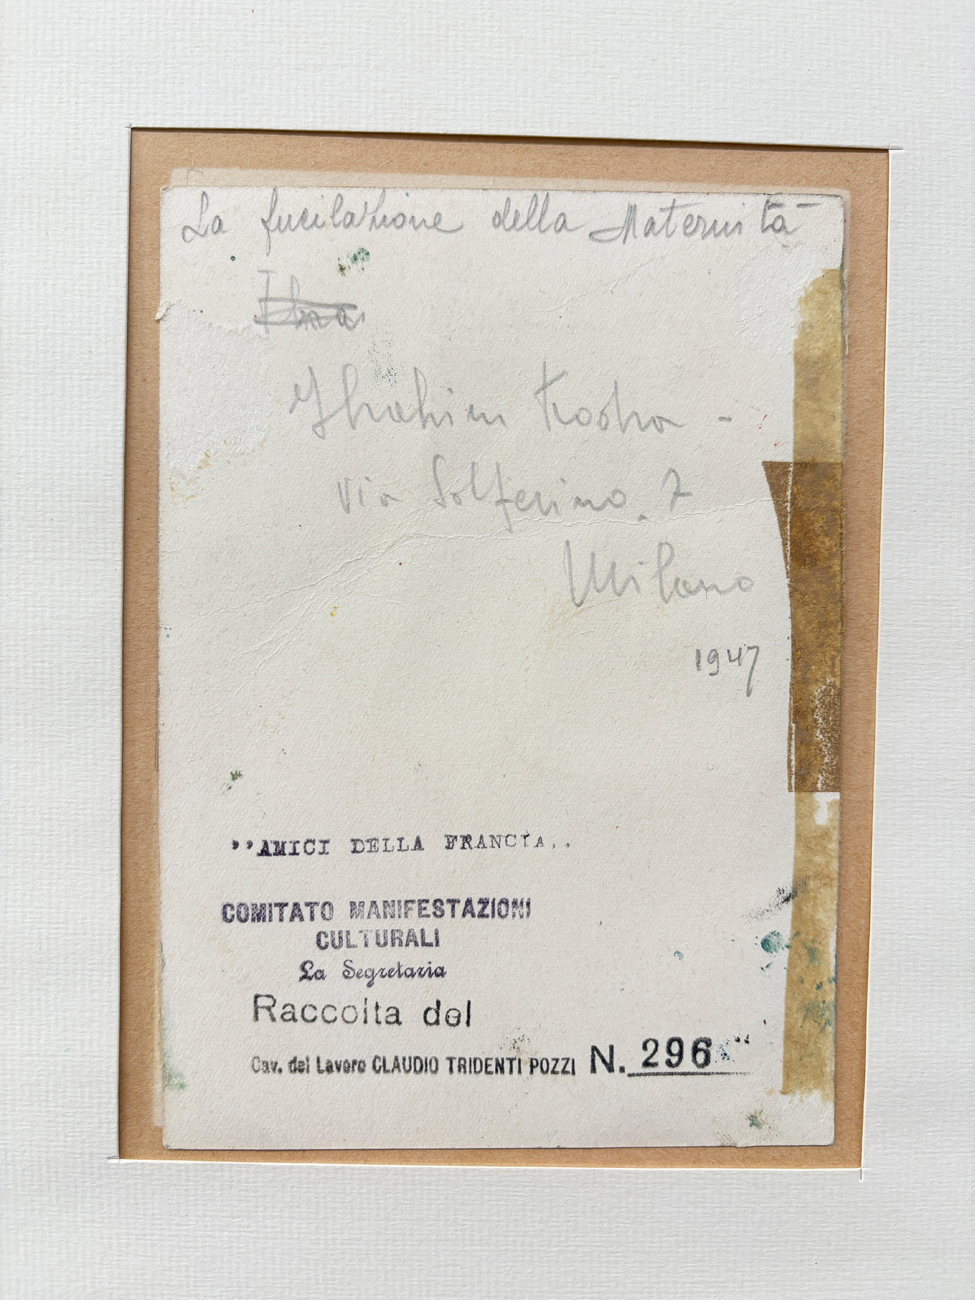 La fucilazione della Maternità
Ibrahim Kodra -
via Solferino. 7
Milano
1947
"AMICI DELLA FRANCIA"
COMITATO MANIFESTAZIONI
CULTURALI
La Segretaria
Raccolta del
Cav. del Lavoro CLAUDIO TRIDENTI POZZI N. 296